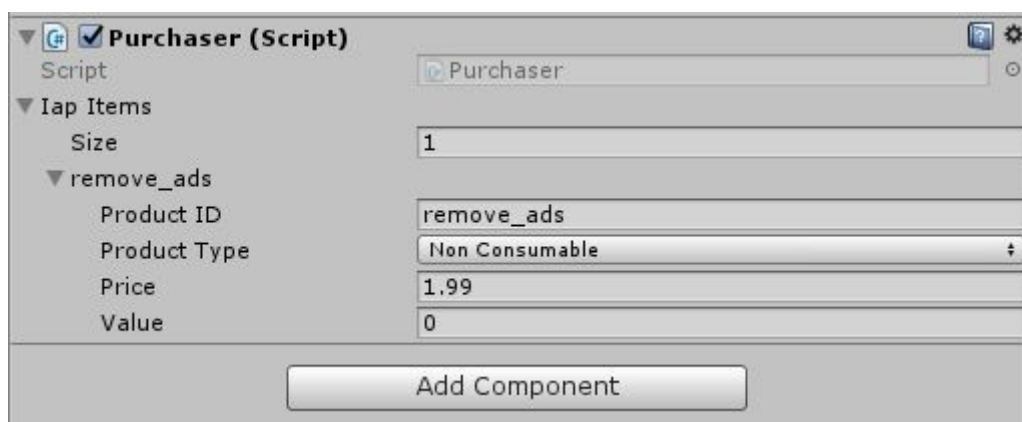 Purchaser (Script)
Script Purchaser
Iap Items
Size 1
remove_ads
Product ID remove_ads
Product Type Non Consumable
Price 1.99
Value 0
Add Component